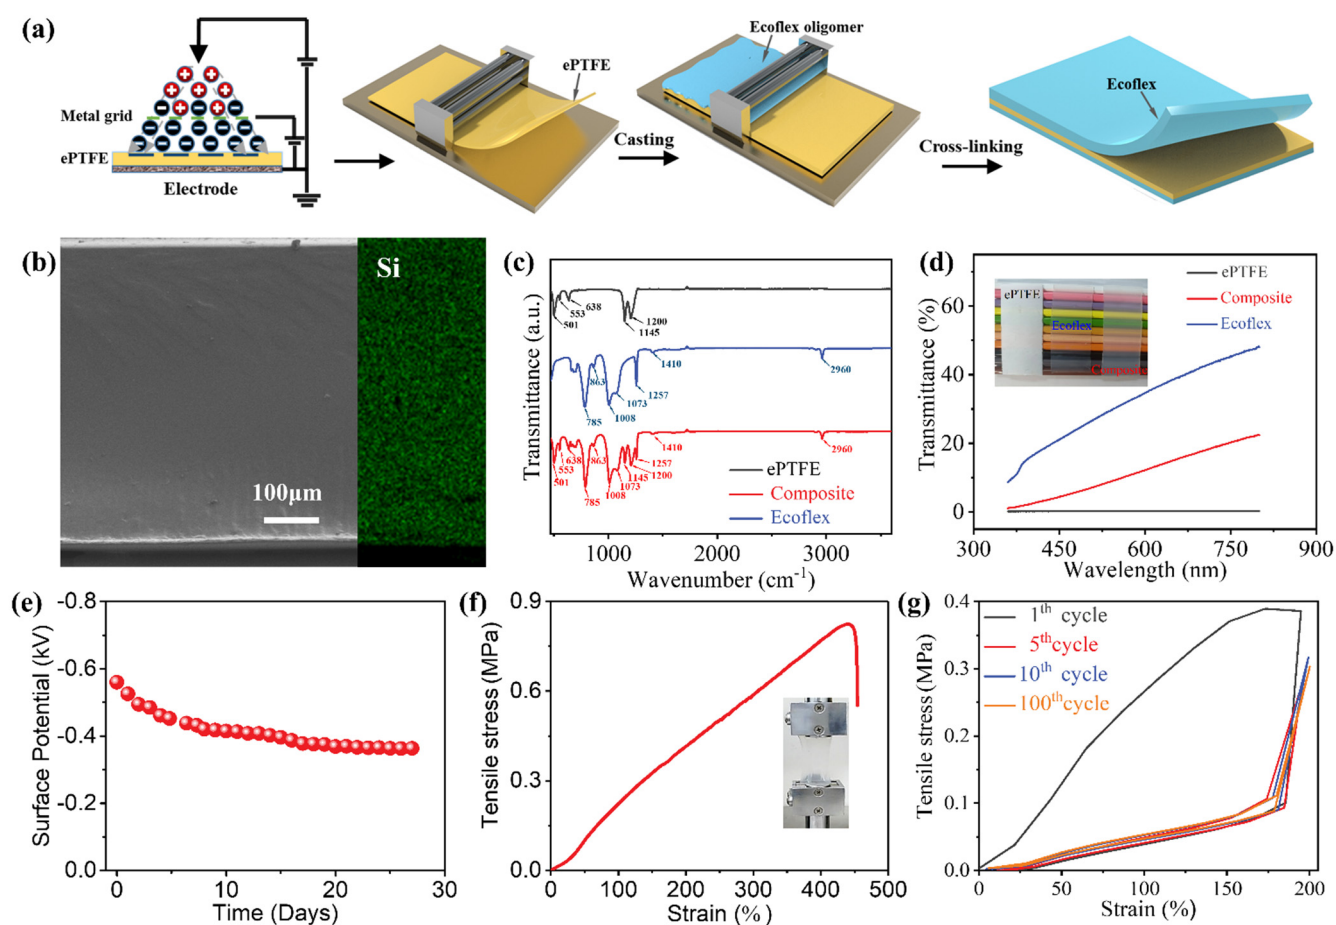 (a)
Metal grid
ePTFE
Electrode
ePTFE
Casting
Ecoflex oligomer
Cross-linking
Ecoflex
(b)
Si
100μm
(c)
Transmittance (a.u.)
638
553
501
1200
1145
863
785
1073
1008
1257
1410
2960
638
553
501
863
785
1008
1073
1145
1200
1257
1410
2960
ePTFE
Composite
Ecoflex
1000
2000
3000
Wavenumber (cm⁻¹)
(d)
Transmittance (%)
60
40
20
0
ePTFE
Ecoflex
Composite
ePTFE
Composite
Ecoflex
300
450
600
750
900
Wavelength (nm)
(e)
Surface Potential (kV)
-0.8
-0.6
-0.4
-0.2
0.0
0
10
20
30
Time (Days)
(f)
Tensile stress (MPa)
0.9
0.6
0.3
0.0
0
100
200
300
400
500
Strain (%)
(g)
Tensile stress (MPa)
0.4
0.3
0.2
0.1
0.0
1th cycle
5th cycle
10th cycle
100th cycle
0
50
100
150
200
Strain (%)